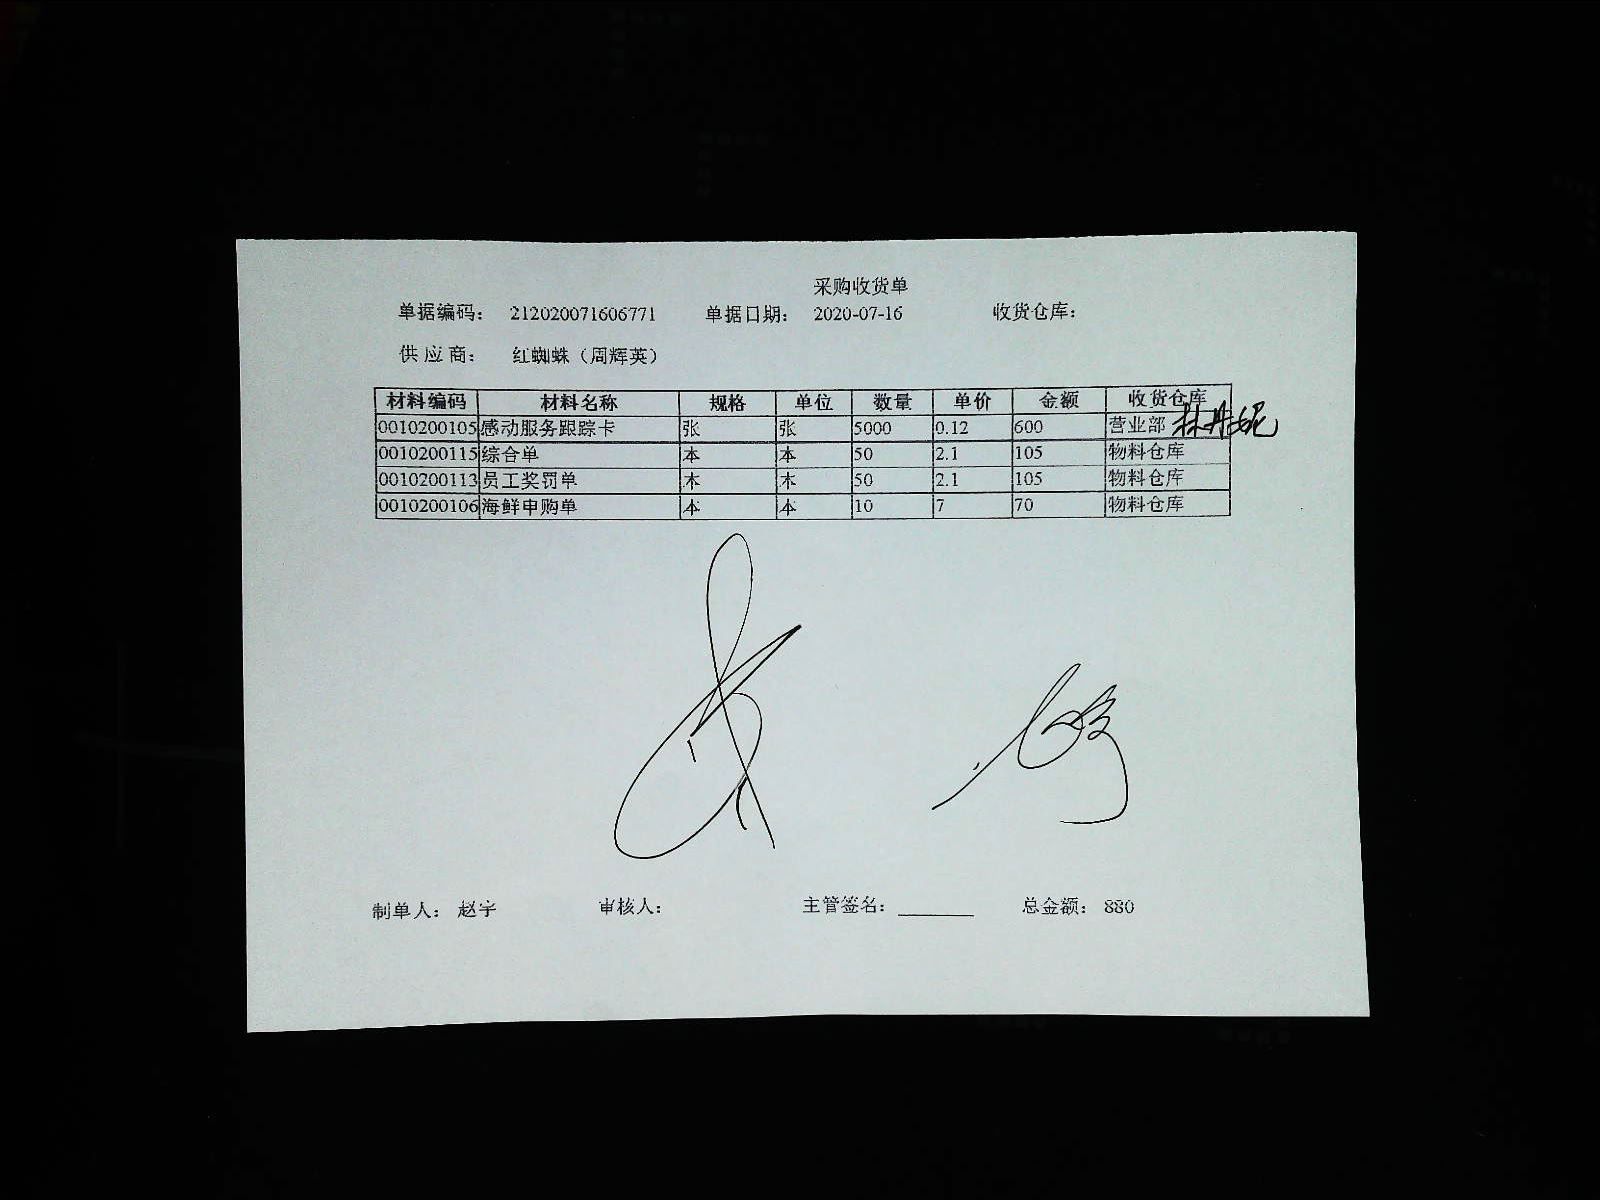 采购收货单
单据编码： 212020071606771 单据日期： 2020-07-16 收货仓库：
供 应 商： 红蜘蛛（周辉英）
材料编码 材料名称 规格 单位 数量 单价 金额 收货仓库
0010200105 感动服务跟踪卡 张 张 5000 0.12 600 营业部
0010200115 综合单 本 本 50 2.1 105 物料仓库
0010200113 员工奖罚单 本 本 50 2.1 105 物料仓库
0010200106 海鲜申购单 本 本 10 7 70 物料仓库
制单人： 赵宇 审核人： 主管签名： 总金额： 880